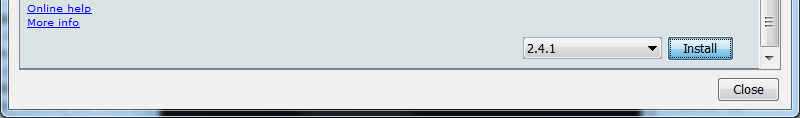 Online help
More info
2.4.1
Install
Close